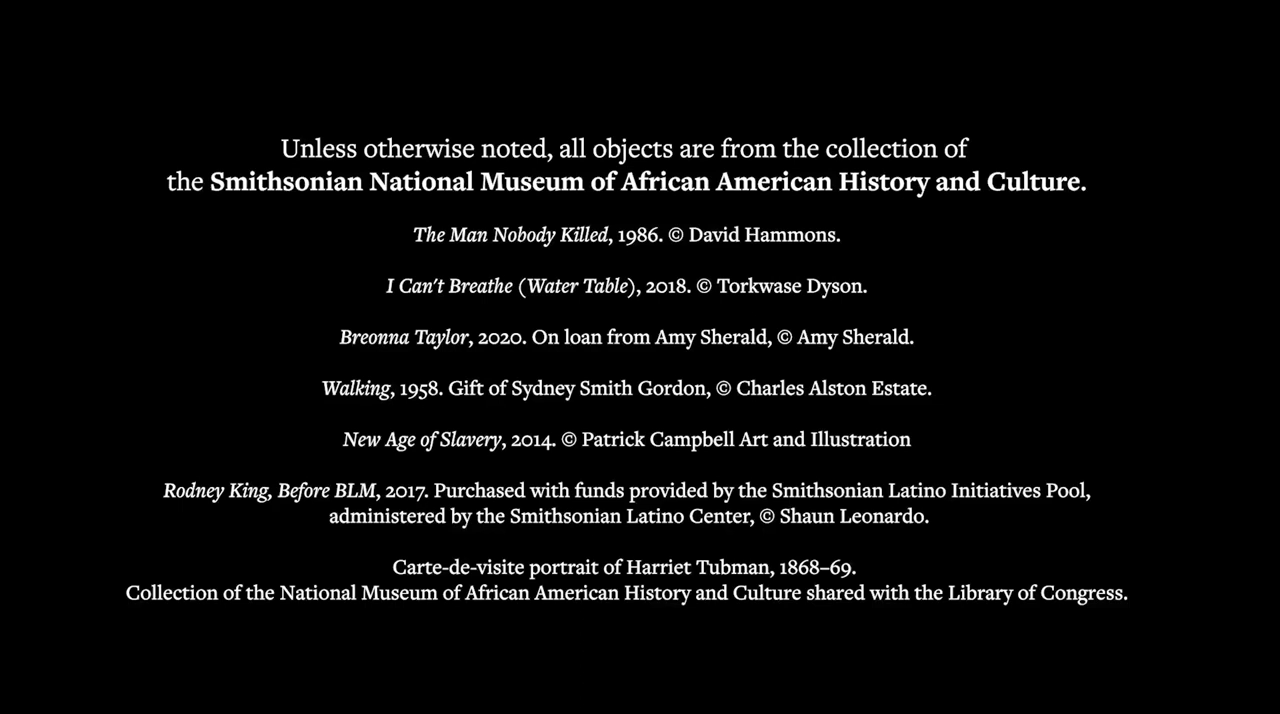 Unless otherwise noted, all objects are from the collection of
the Smithsonian National Museum of African American History and Culture.
The Man Nobody Killed, 1986. © David Hammons.
I Can't Breathe (Water Table), 2018. © Torkwase Dyson.
Breonna Taylor, 2020. On loan from Amy Sherald, © Amy Sherald.
Walking, 1958. Gift of Sydney Smith Gordon, © Charles Alston Estate.
New Age of Slavery, 2014. © Patrick Campbell Art and Illustration
Rodney King, Before BLM, 2017. Purchased with funds provided by the Smithsonian Latino Initiatives Pool,
administered by the Smithsonian Latino Center, © Shaun Leonardo.
Carte-de-visite portrait of Harriet Tubman, 1868–69.
Collection of the National Museum of African American History and Culture shared with the Library of Congress.